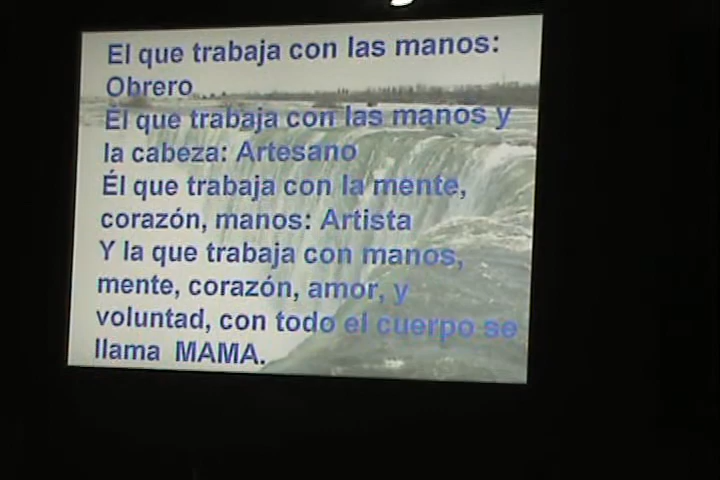 El que trabaja con las manos:
Obrero
El que trabaja con las manos y
la cabeza: Artesano
Él que trabaja con la mente,
corazón, manos: Artista
Y la que trabaja con manos,
mente, corazón, amor, y
voluntad, con todo el cuerpo se
llama MAMA.